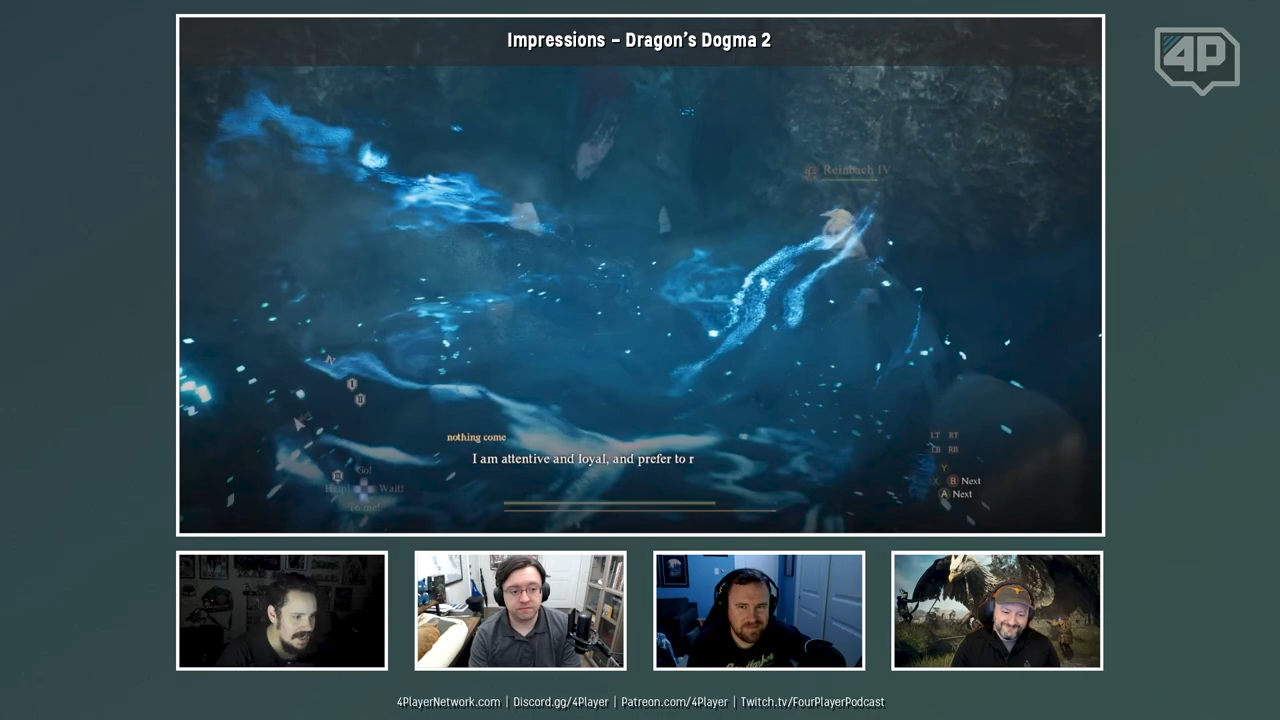 Impressions - Dragon's Dogma 2
4P
Reinbach IV
nothing come
I am attentive and loyal, and prefer to r
Go!
Help! Wait!
To me!
LT RT
LB RB
Y
X B Next
A Next
4PlayerNetwork.com | Discord.gg/4Player | Patreon.com/4Player | Twitch.tv/FourPlayerPodcast